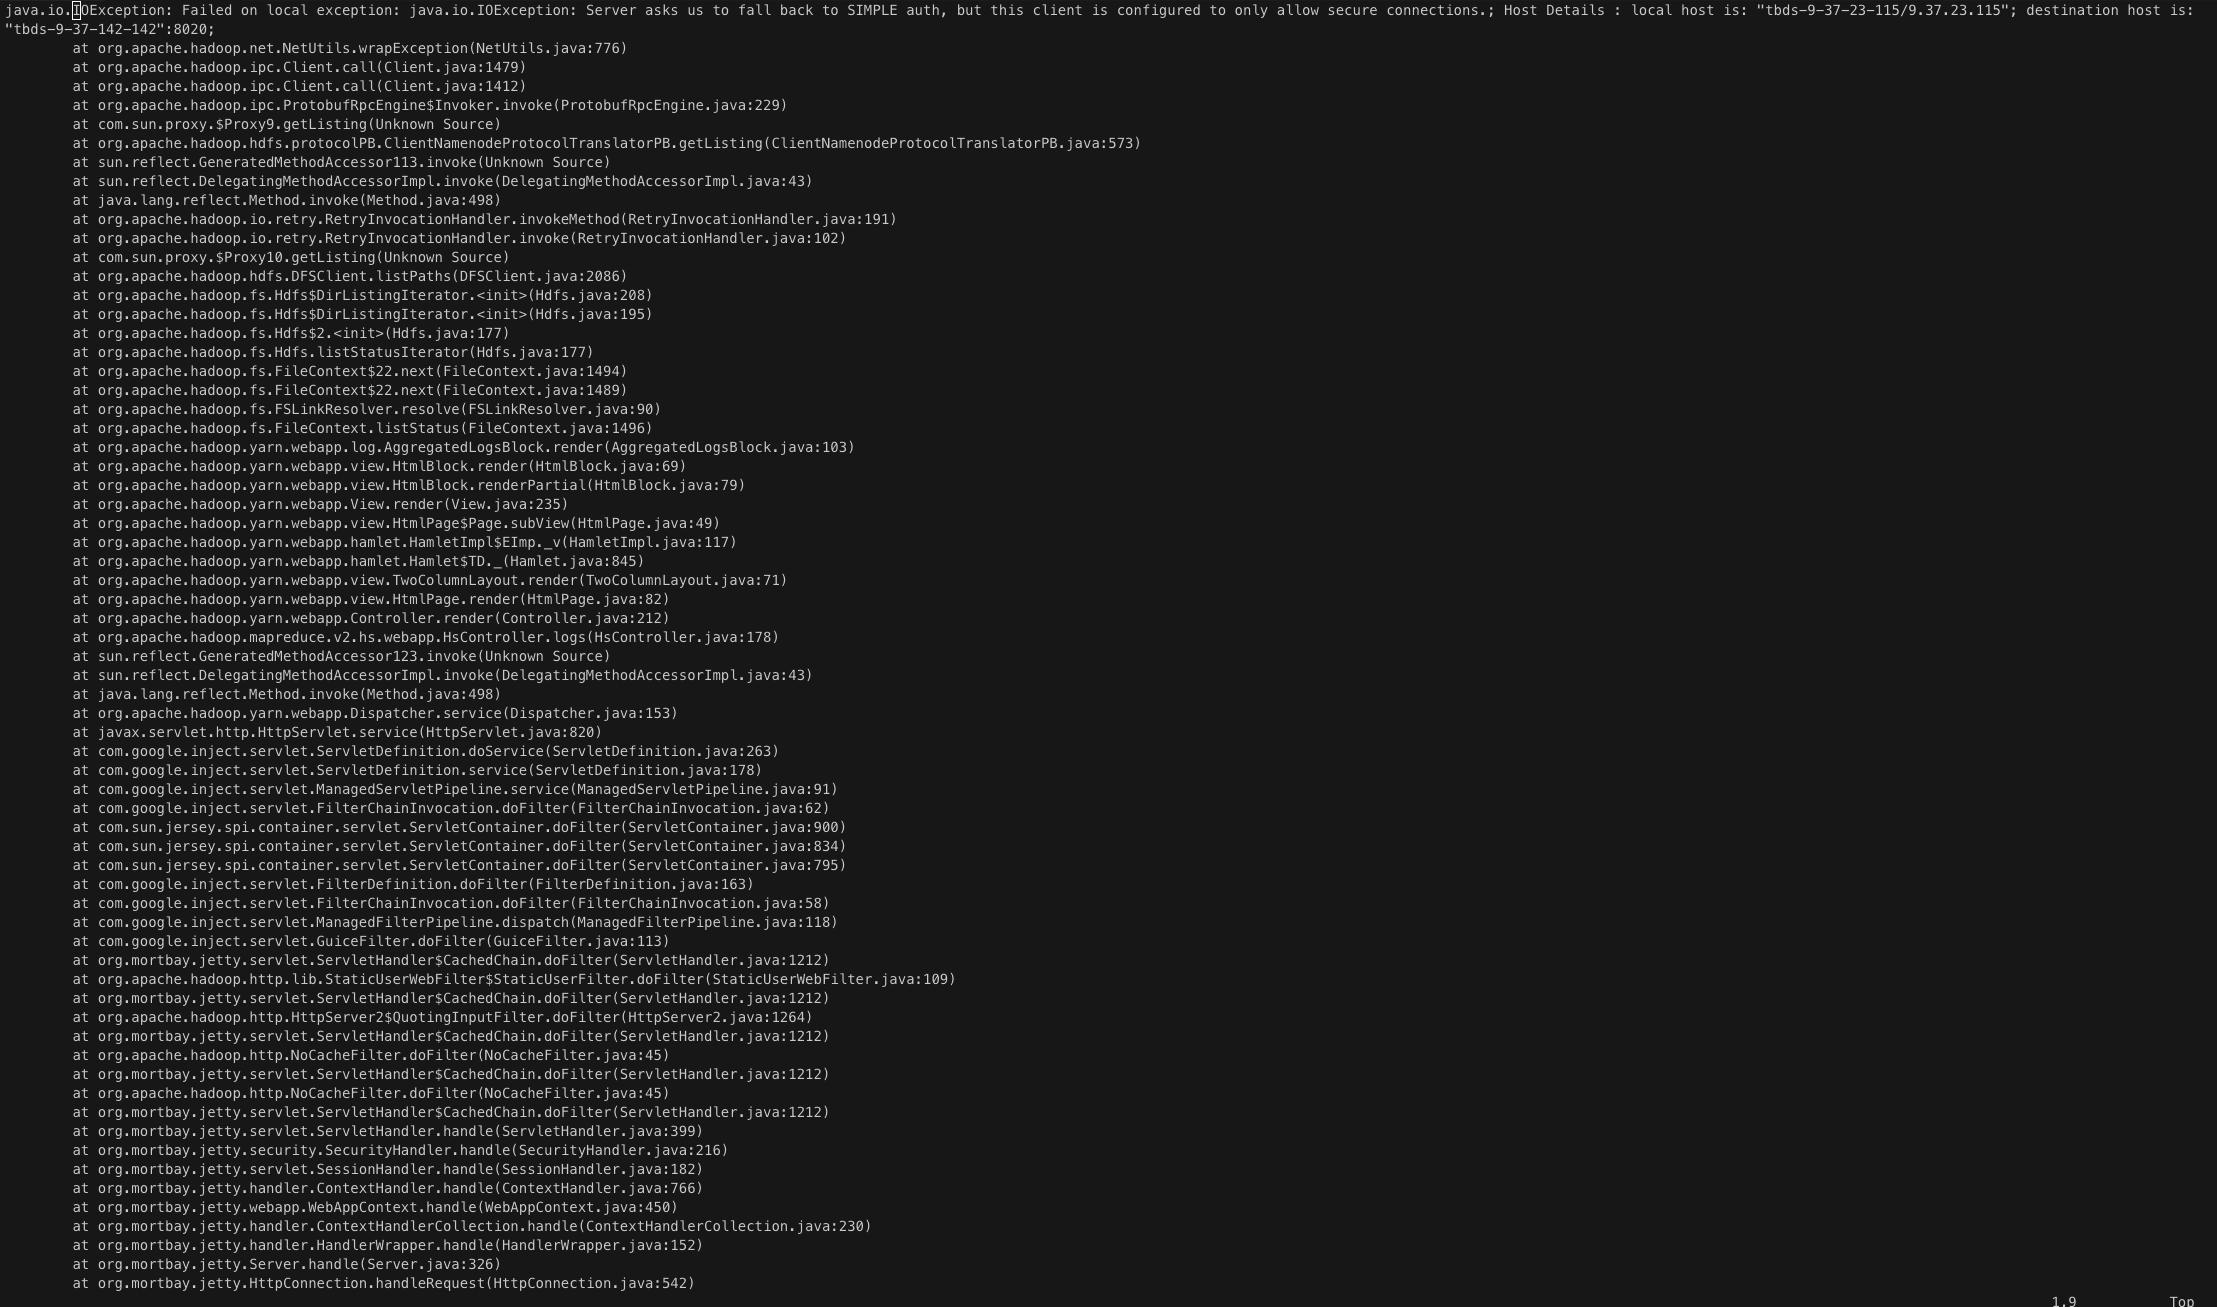 java.io.IOException: Failed on local exception: java.io.IOException: Server asks us to fall back to SIMPLE auth, but this client is configured to only allow secure connections.; Host Details : local host is: "tbds-9-37-23-115/9.37.23.115"; destination host is:
"tbds-9-37-142-142":8020;
at org.apache.hadoop.net.NetUtils.wrapException(NetUtils.java:776)
at org.apache.hadoop.ipc.Client.call(Client.java:1479)
at org.apache.hadoop.ipc.Client.call(Client.java:1412)
at org.apache.hadoop.ipc.ProtobufRpcEngine$Invoker.invoke(ProtobufRpcEngine.java:229)
at com.sun.proxy.$Proxy9.getListing(Unknown Source)
at org.apache.hadoop.hdfs.protocolPB.ClientNamenodeProtocolTranslatorPB.getListing(ClientNamenodeProtocolTranslatorPB.java:573)
at sun.reflect.GeneratedMethodAccessor113.invoke(Unknown Source)
at sun.reflect.DelegatingMethodAccessorImpl.invoke(DelegatingMethodAccessorImpl.java:43)
at java.lang.reflect.Method.invoke(Method.java:498)
at org.apache.hadoop.io.retry.RetryInvocationHandler.invokeMethod(RetryInvocationHandler.java:191)
at org.apache.hadoop.io.retry.RetryInvocationHandler.invoke(RetryInvocationHandler.java:102)
at com.sun.proxy.$Proxy10.getListing(Unknown Source)
at org.apache.hadoop.hdfs.DFSClient.listPaths(DFSClient.java:2086)
at org.apache.hadoop.fs.Hdfs$DirListingIterator.<init>(Hdfs.java:208)
at org.apache.hadoop.fs.Hdfs$DirListingIterator.<init>(Hdfs.java:195)
at org.apache.hadoop.fs.Hdfs$2.<init>(Hdfs.java:177)
at org.apache.hadoop.fs.Hdfs.listStatusIterator(Hdfs.java:177)
at org.apache.hadoop.fs.FileContext$22.next(FileContext.java:1494)
at org.apache.hadoop.fs.FileContext$22.next(FileContext.java:1489)
at org.apache.hadoop.fs.FSLinkResolver.resolve(FSLinkResolver.java:90)
at org.apache.hadoop.fs.FileContext.listStatus(FileContext.java:1496)
at org.apache.hadoop.yarn.webapp.log.AggregatedLogsBlock.render(AggregatedLogsBlock.java:103)
at org.apache.hadoop.yarn.webapp.view.HtmlBlock.render(HtmlBlock.java:69)
at org.apache.hadoop.yarn.webapp.view.HtmlBlock.renderPartial(HtmlBlock.java:79)
at org.apache.hadoop.yarn.webapp.View.render(View.java:235)
at org.apache.hadoop.yarn.webapp.view.HtmlPage$Page.subView(HtmlPage.java:49)
at org.apache.hadoop.yarn.webapp.hamlet.HamletImpl$EImp._v(HamletImpl.java:117)
at org.apache.hadoop.yarn.webapp.hamlet.Hamlet$TD._(Hamlet.java:845)
at org.apache.hadoop.yarn.webapp.view.TwoColumnLayout.render(TwoColumnLayout.java:71)
at org.apache.hadoop.yarn.webapp.view.HtmlPage.render(HtmlPage.java:82)
at org.apache.hadoop.yarn.webapp.Controller.render(Controller.java:212)
at org.apache.hadoop.mapreduce.v2.hs.webapp.HsController.logs(HsController.java:178)
at sun.reflect.GeneratedMethodAccessor123.invoke(Unknown Source)
at sun.reflect.DelegatingMethodAccessorImpl.invoke(DelegatingMethodAccessorImpl.java:43)
at java.lang.reflect.Method.invoke(Method.java:498)
at org.apache.hadoop.yarn.webapp.Dispatcher.service(Dispatcher.java:153)
at javax.servlet.http.HttpServlet.service(HttpServlet.java:820)
at com.google.inject.servlet.ServletDefinition.doService(ServletDefinition.java:263)
at com.google.inject.servlet.ServletDefinition.service(ServletDefinition.java:178)
at com.google.inject.servlet.ManagedServletPipeline.service(ManagedServletPipeline.java:91)
at com.google.inject.servlet.FilterChainInvocation.doFilter(FilterChainInvocation.java:62)
at com.sun.jersey.spi.container.servlet.ServletContainer.doFilter(ServletContainer.java:900)
at com.sun.jersey.spi.container.servlet.ServletContainer.doFilter(ServletContainer.java:834)
at com.sun.jersey.spi.container.servlet.ServletContainer.doFilter(ServletContainer.java:795)
at com.google.inject.servlet.FilterDefinition.doFilter(FilterDefinition.java:163)
at com.google.inject.servlet.FilterChainInvocation.doFilter(FilterChainInvocation.java:58)
at com.google.inject.servlet.ManagedFilterPipeline.dispatch(ManagedFilterPipeline.java:118)
at com.google.inject.servlet.GuiceFilter.doFilter(GuiceFilter.java:113)
at org.mortbay.jetty.servlet.ServletHandler$CachedChain.doFilter(ServletHandler.java:1212)
at org.apache.hadoop.http.lib.StaticUserWebFilter$StaticUserFilter.doFilter(StaticUserWebFilter.java:109)
at org.mortbay.jetty.servlet.ServletHandler$CachedChain.doFilter(ServletHandler.java:1212)
at org.apache.hadoop.http.HttpServer2$QuotingInputFilter.doFilter(HttpServer2.java:1264)
at org.mortbay.jetty.servlet.ServletHandler$CachedChain.doFilter(ServletHandler.java:1212)
at org.apache.hadoop.http.NoCacheFilter.doFilter(NoCacheFilter.java:45)
at org.mortbay.jetty.servlet.ServletHandler$CachedChain.doFilter(ServletHandler.java:1212)
at org.apache.hadoop.http.NoCacheFilter.doFilter(NoCacheFilter.java:45)
at org.mortbay.jetty.servlet.ServletHandler$CachedChain.doFilter(ServletHandler.java:1212)
at org.mortbay.jetty.servlet.ServletHandler.handle(ServletHandler.java:399)
at org.mortbay.jetty.security.SecurityHandler.handle(SecurityHandler.java:216)
at org.mortbay.jetty.servlet.SessionHandler.handle(SessionHandler.java:182)
at org.mortbay.jetty.handler.ContextHandler.handle(ContextHandler.java:766)
at org.mortbay.jetty.webapp.WebAppContext.handle(WebAppContext.java:450)
at org.mortbay.jetty.handler.ContextHandlerCollection.handle(ContextHandlerCollection.java:230)
at org.mortbay.jetty.handler.HandlerWrapper.handle(HandlerWrapper.java:152)
at org.mortbay.jetty.Server.handle(Server.java:326)
at org.mortbay.jetty.HttpConnection.handleRequest(HttpConnection.java:542)
1,9 Top